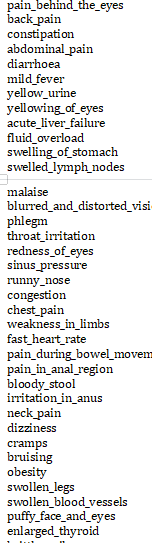 pain_behind_the_eyes
back_pain
constipation
abdominal_pain
diarrhoea
mild_fever
yellow_urine
yellowing_of_eyes
acute_liver_failure
fluid_overload
swelling_of_stomach
swelled_lymph_nodes
malaise
blurred_and_distorted_visi
phlegm
throat_irritation
redness_of_eyes
sinus_pressure
runny_nose
congestion
chest_pain
weakness_in_limbs
fast_heart_rate
pain_during_bowel_movem
pain_in_anal_region
bloody_stool
irritation_in_anus
neck_pain
dizziness
cramps
bruising
obesity
swollen_legs
swollen_blood_vessels
puffy_face_and_eyes
enlarged_thyroid